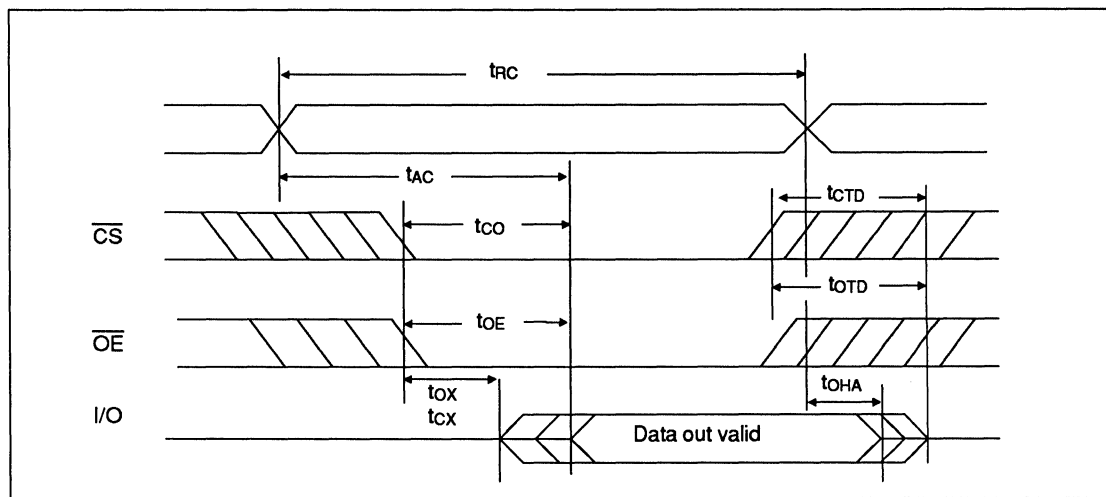 tRC
tAC
tCTD
CS
tCO
tOTD
OE
tOE
tOHA
tOX
I/O
tCX
Data out valid